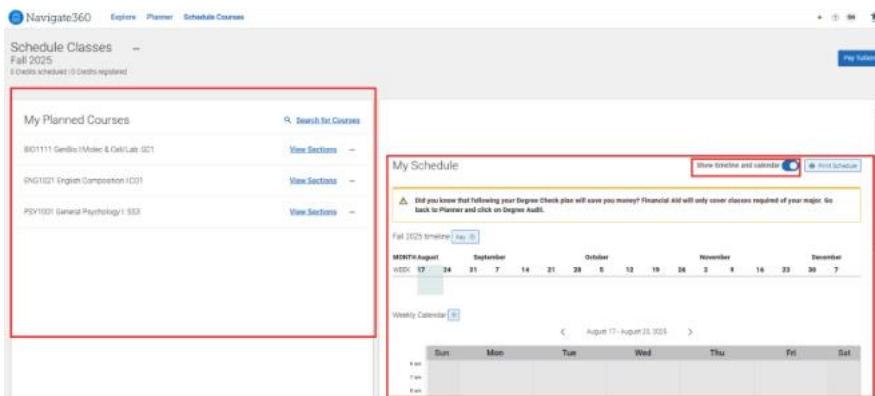 Navigate360 Explore Planner Schedule Courses
Schedule Classes
Fall 2025
0 Credits scheduled | 0 Credits registered
Pay Tuition
My Planned Courses
Search for Courses
BIO1111 GenBio I:Molec & Cell/Lab: GC1
View Sections
ENG1021 English Composition I:CO1
View Sections
PSY1001 General Psychology I: SS3
View Sections
My Schedule
Show timeline and calendar
Print Schedule
Did you know that following your Degree Check plan will save you money? Financial Aid will only cover classes required of your major. Go
back to Planner and click on Degree Audit.
Fall 2025 timeline Key
MONTH August September October November December
WEEK 17 24 31 7 14 21 28 5 12 19 26 2 9 16 23 30 7
Weekly Calendar
August 17 - August 23, 2025
Sun Mon Tue Wed Thu Fri Sat
6 am
7 am
8 am